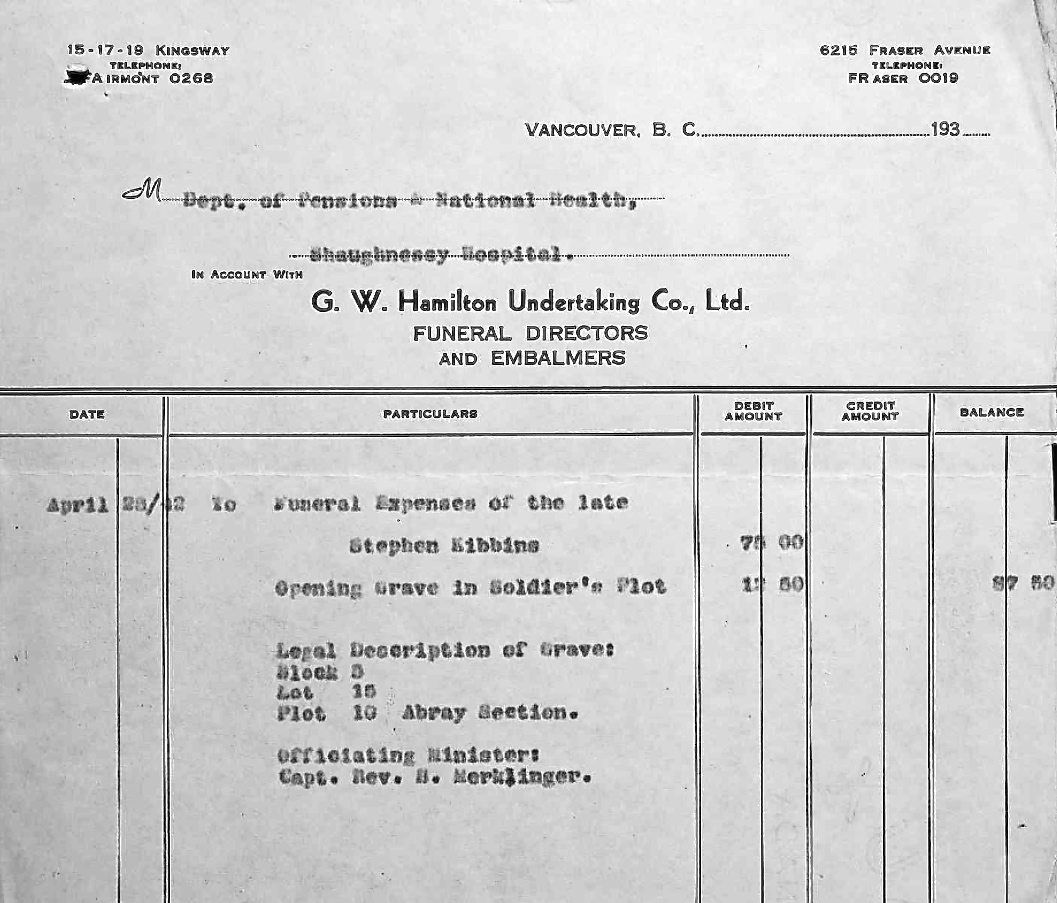 15-17-19 KINGSWAY
TELEPHONE:
FAIRMONT 0268
6215 FRASER AVENUE
TELEPHONE:
FRASER 0019
VANCOUVER, B. C. 193
M Dept. of Pensions & National Health,
Shaughnessy Hospital.
IN ACCOUNT WITH
G. W. Hamilton Undertaking Co., Ltd.
FUNERAL DIRECTORS
AND EMBALMERS
DATE PARTICULARS DEBIT AMOUNT CREDIT AMOUNT BALANCE
April 28/42 To Funeral Expenses of the late
Stephen Kibbins 75 00
Opening Grave in Soldier's Plot 12 50 87 50
Legal Description of Grave:
Block
Lot 15
Plot 10 Abray Section.
Officiating Minister:
Capt. Rev. H. Merklinger.